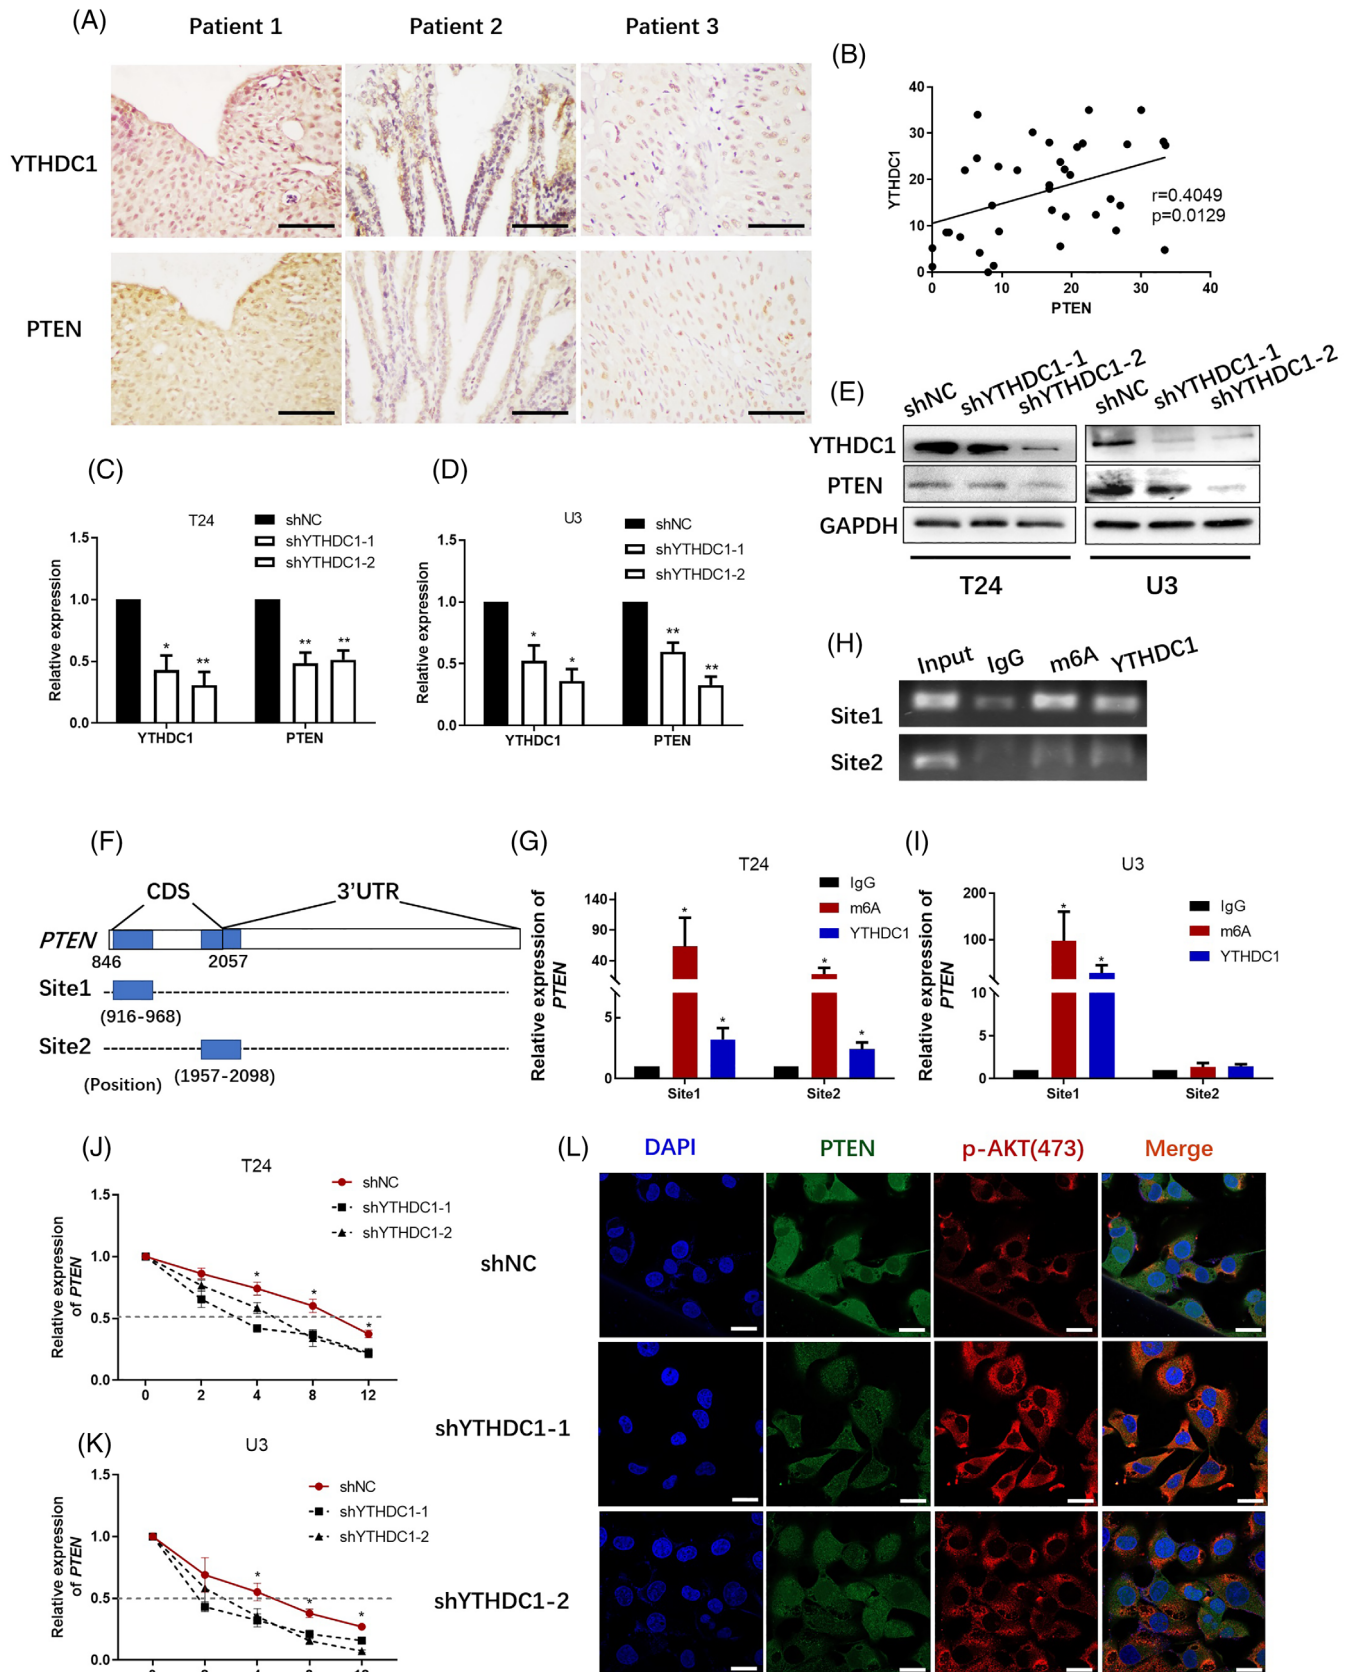 (A)
Patient 1
Patient 2
Patient 3
YTHDC1
PTEN
(B)
40
30
20
10
0
YTHDC1
r=0.4049
p=0.0129
0 10 20 30 40
PTEN
(C)
T24
shNC
shYTHDC1-1
shYTHDC1-2
1.5
1.0
0.5
0.0
Relative expression
* ** ** **
YTHDC1 PTEN
(D)
U3
shNC
shYTHDC1-1
shYTHDC1-2
1.5
1.0
0.5
0.0
Relative expression
* * ** **
YTHDC1 PTEN
(E)
shNC shYTHDC1-1 shYTHDC1-2
shNC shYTHDC1-1 shYTHDC1-2
YTHDC1
PTEN
GAPDH
T24 U3
(H)
Input IgG m6A YTHDC1
Site1
Site2
(F)
CDS 3'UTR
PTEN
846 2057
Site1
(916-968)
Site2
(Position) (1957-2098)
(G)
T24
IgG
m6A
YTHDC1
140
90
40
5
0
Relative expression of
PTEN
* * * *
Site1 Site2
(I)
U3
IgG
m6A
YTHDC1
200
100
10
5
0
Relative expression of
PTEN
* *
Site1 Site2
(J)
T24
shNC
shYTHDC1-1
shYTHDC1-2
1.5
1.0
0.5
0.0
Relative expression
of PTEN
* * *
0 2 4 8 12
(K)
U3
shNC
shYTHDC1-1
shYTHDC1-2
1.5
1.0
0.5
0.0
Relative expression
of PTEN
* * *
(L)
DAPI PTEN p-AKT(473) Merge
shNC
shYTHDC1-1
shYTHDC1-2